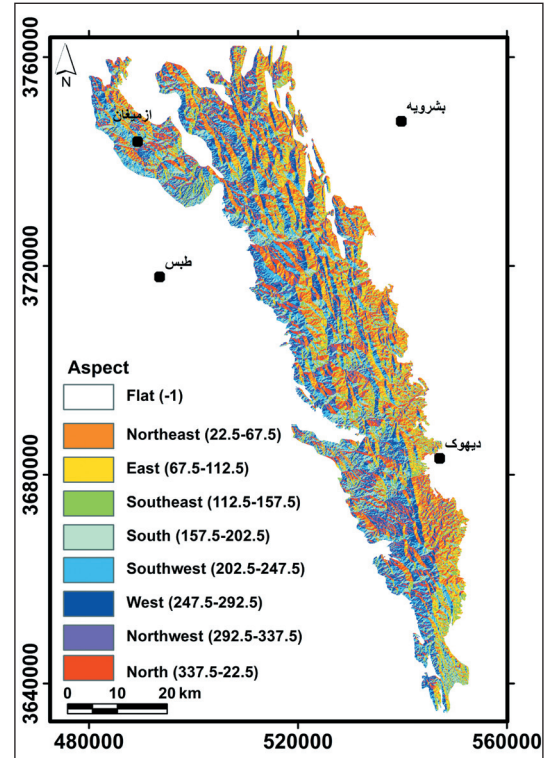 3760000
3720000
3680000
3640000
N
ازمیغان
بشرویه
طبس
دیهوک
Aspect
Flat (-1)
Northeast (22.5-67.5)
East (67.5-112.5)
Southeast (112.5-157.5)
South (157.5-202.5)
Southwest (202.5-247.5)
West (247.5-292.5)
Northwest (292.5-337.5)
North (337.5-22.5)
0 10 20 km
480000 520000 560000